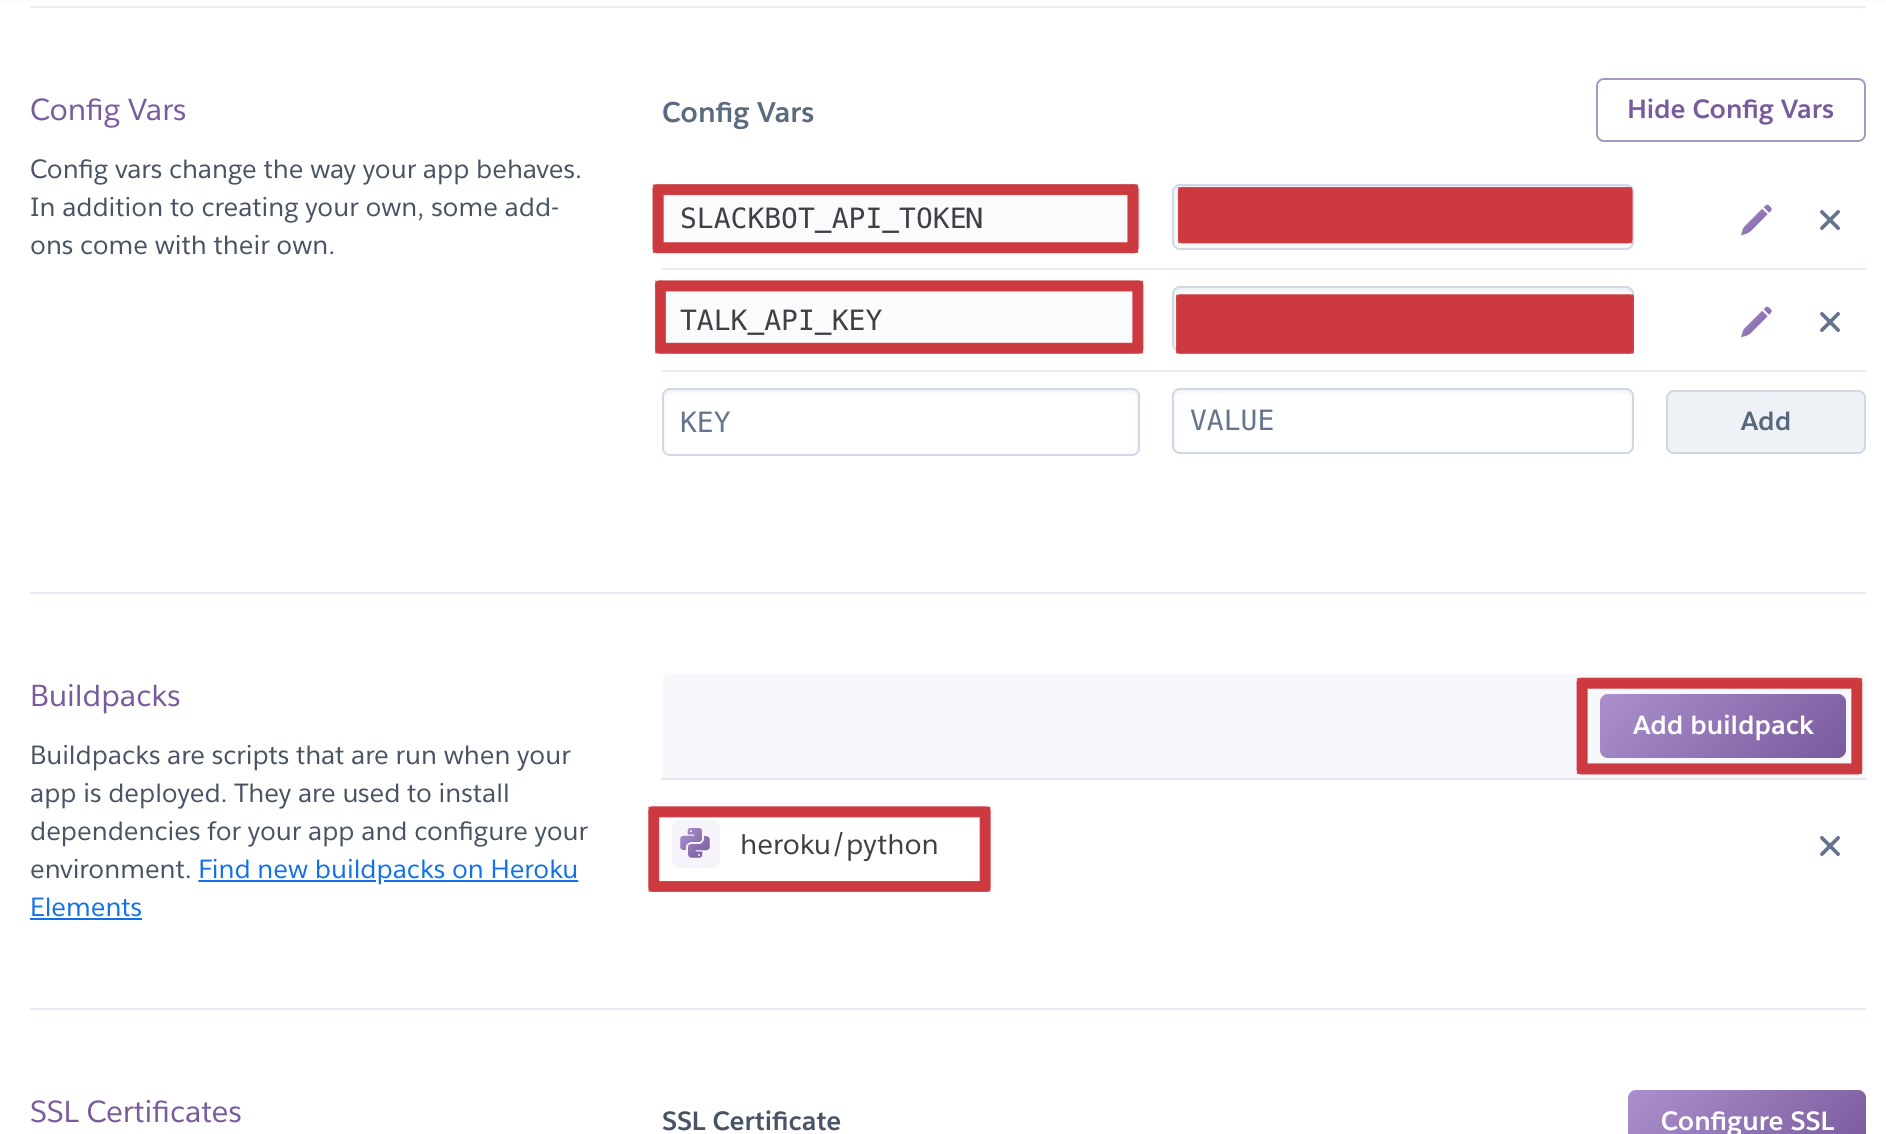 Config Vars
Config vars change the way your app behaves.
In addition to creating your own, some add-
ons come with their own.
Config Vars
Hide Config Vars
SLACKBOT_API_TOKEN
TALK_API_KEY
KEY
VALUE
Add
Buildpacks
Buildpacks are scripts that are run when your
app is deployed. They are used to install
dependencies for your app and configure your
environment. Find new buildpacks on Heroku
Elements
Add buildpack
heroku/python
SSL Certificates
SSL Certificate
Configure SSL